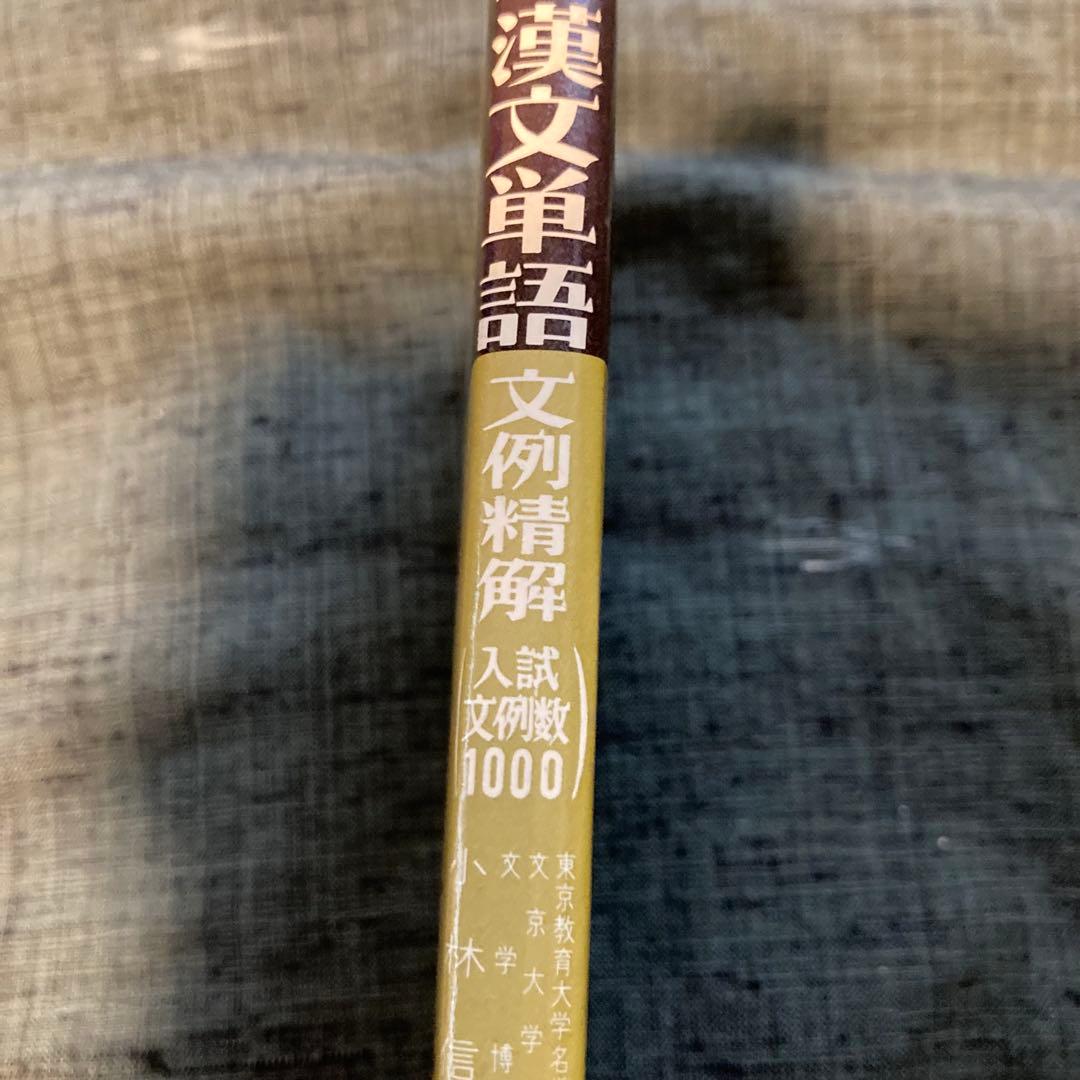 漢文単語
文例精解
(入試
文例数
1000)
東京教育大学名
文京大学
文学博
小林信